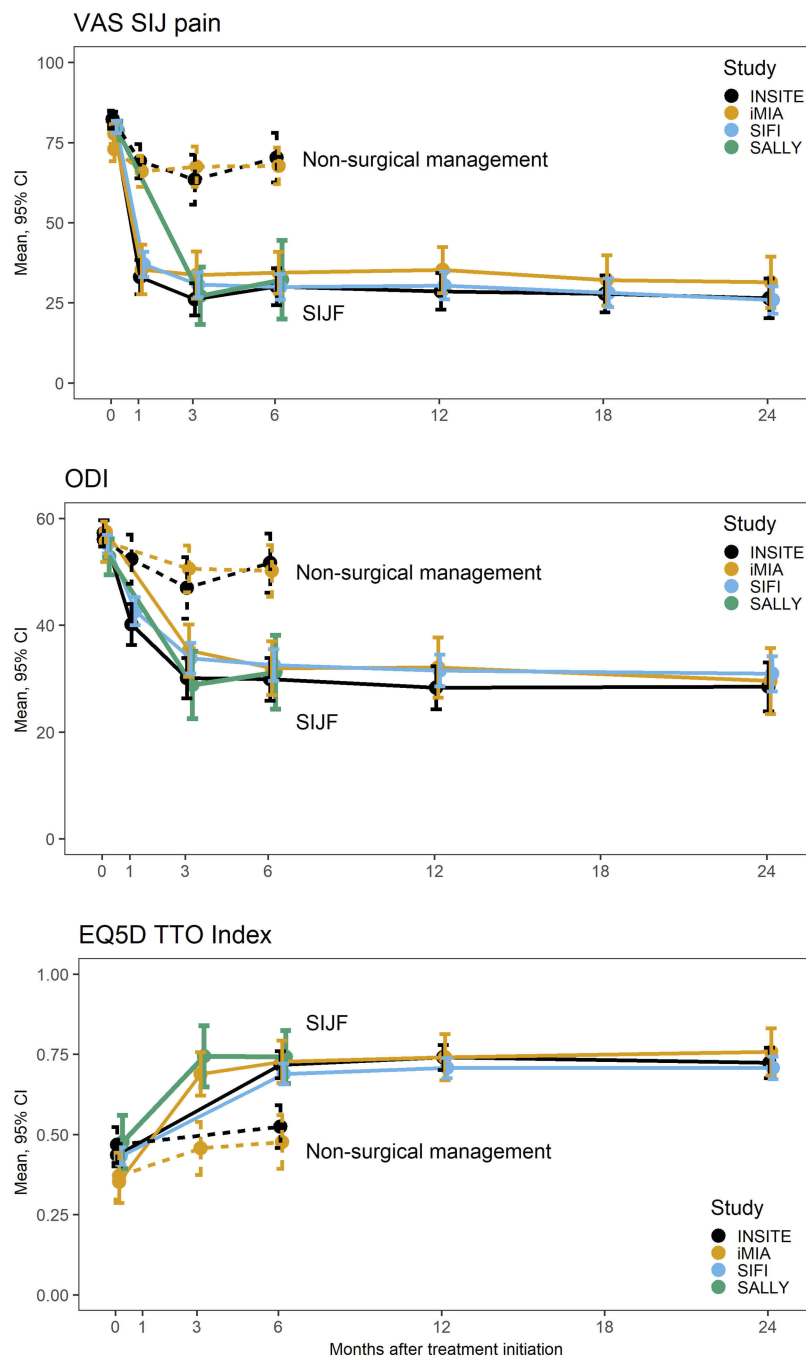 VAS SIJ pain
100
75
50
25
0
Mean, 95% CI
Study
INSITE
iMIA
SIFI
SALLY
Non-surgical management
SIJF
0 1 3 6 12 18 24
ODI
60
40
20
0
Mean, 95% CI
Study
INSITE
iMIA
SIFI
SALLY
Non-surgical management
SIJF
0 1 3 6 12 18 24
EQ5D TTO Index
1.00
0.75
0.50
0.25
0.00
Mean, 95% CI
SIJF
Non-surgical management
Study
INSITE
iMIA
SIFI
SALLY
0 1 3 6 12 18 24
Months after treatment initiation